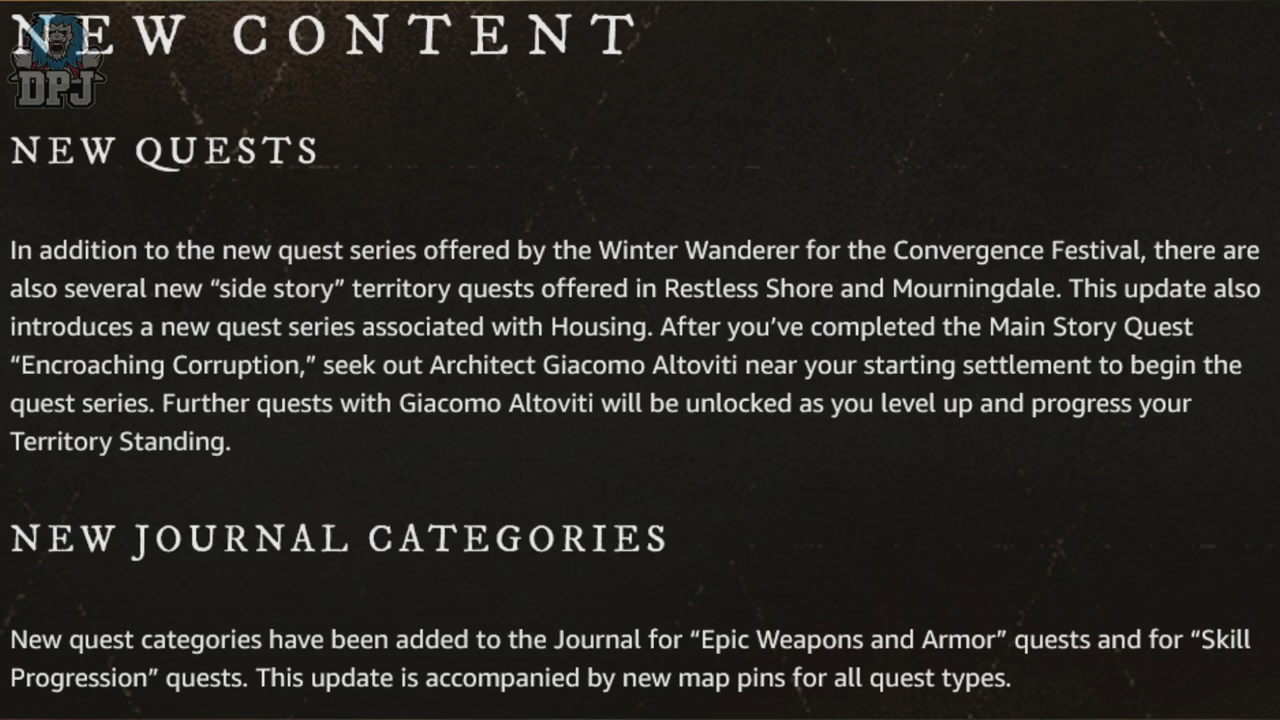 NEW CONTENT
DPJ
NEW QUESTS
In addition to the new quest series offered by the Winter Wanderer for the Convergence Festival, there are
also several new “side story” territory quests offered in Restless Shore and Mourningdale. This update also
introduces a new quest series associated with Housing. After you’ve completed the Main Story Quest
“Encroaching Corruption,” seek out Architect Giacomo Altoviti near your starting settlement to begin the
quest series. Further quests with Giacomo Altoviti will be unlocked as you level up and progress your
Territory Standing.
NEW JOURNAL CATEGORIES
New quest categories have been added to the Journal for “Epic Weapons and Armor” quests and for “Skill
Progression” quests. This update is accompanied by new map pins for all quest types.